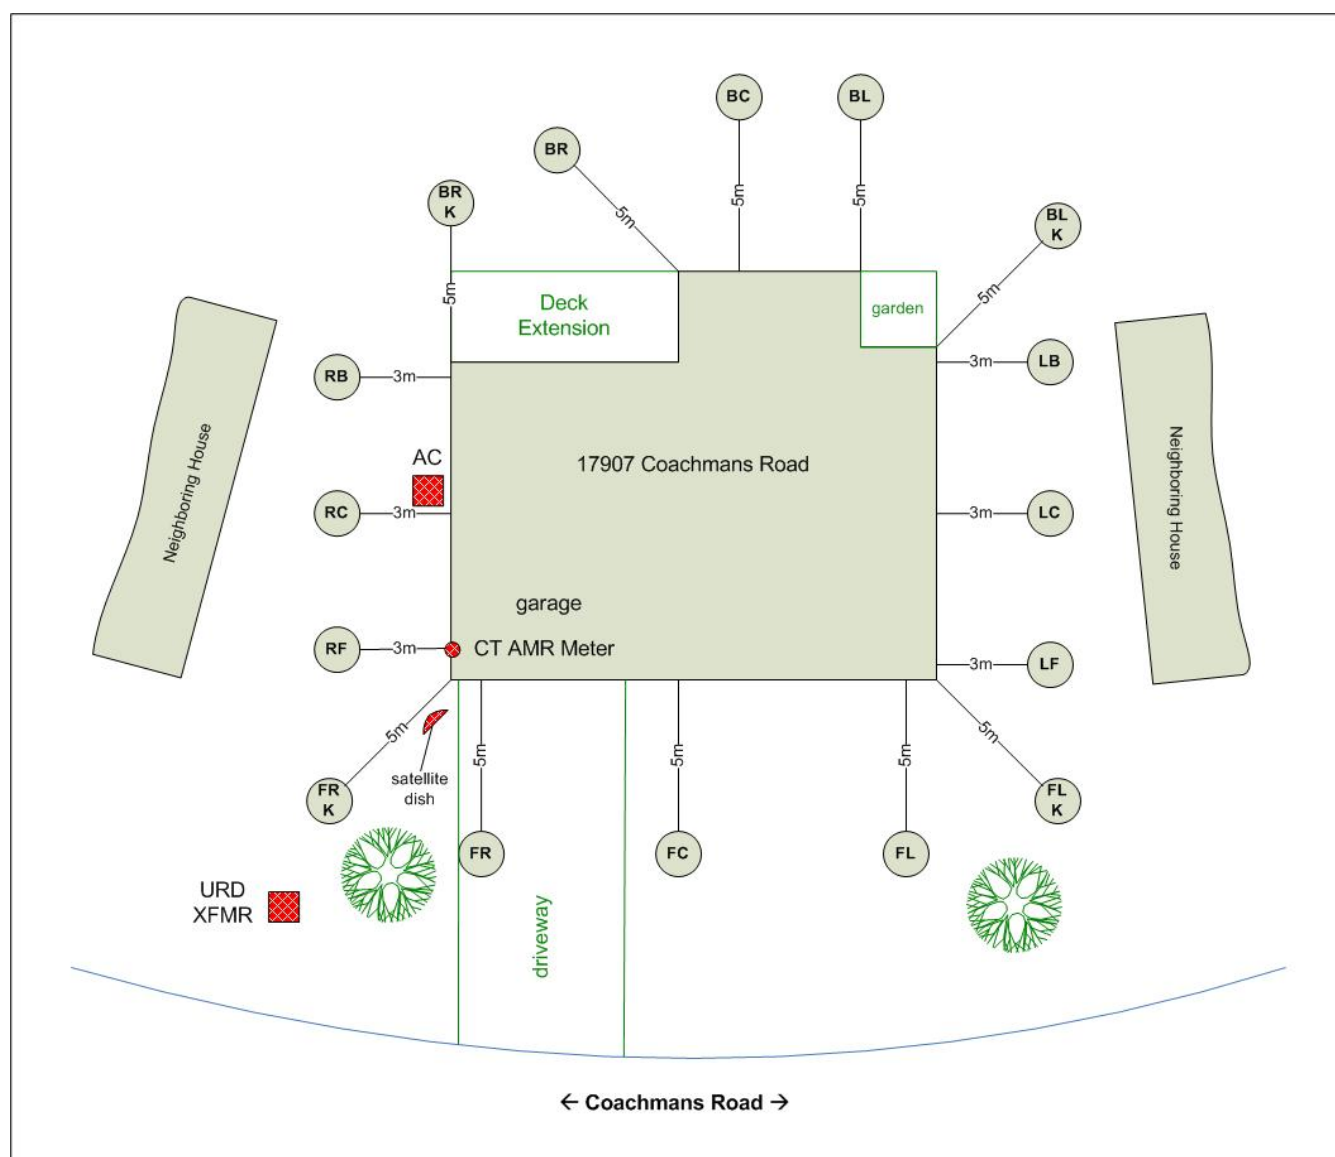 BC
BL
BR
BR
K
BL
K
5m
5m
5m
5m
5m
5m
Deck
Extension
garden
RB
3m
3m
LB
AC
17907 Coachmans Road
Neighboring House
Neighboring House
RC
3m
3m
LC
garage
RF
3m
CT AMR Meter
3m
LF
5m
5m
5m
5m
5m
satellite
dish
FR
K
FL
K
FR
FC
FL
URD
XFMR
driveway
← Coachmans Road →